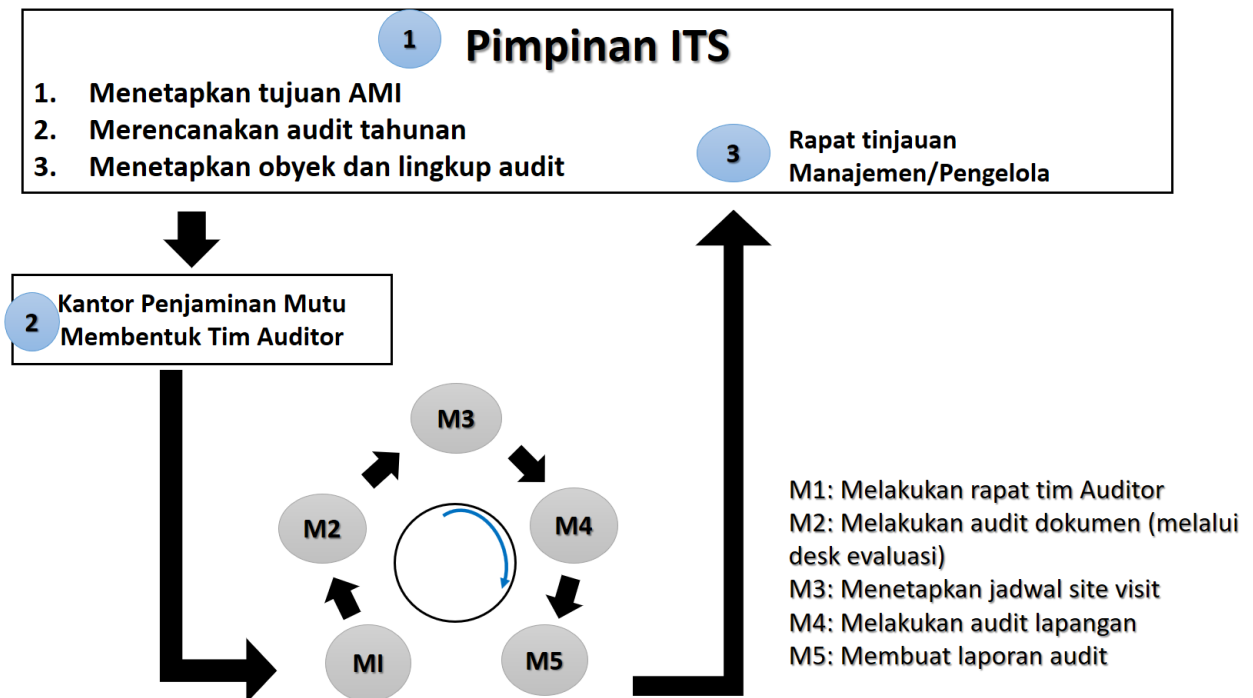 1 Pimpinan ITS
1. Menetapkan tujuan AMI
2. Merencanakan audit tahunan
3. Menetapkan obyek dan lingkup audit
3 Rapat tinjauan
Manajemen/Pengelola
2 Kantor Penjaminan Mutu
Membentuk Tim Auditor
M3
M2
M4
MI
M5
M1: Melakukan rapat tim Auditor
M2: Melakukan audit dokumen (melalui
desk evaluasi)
M3: Menetapkan jadwal site visit
M4: Melakukan audit lapangan
M5: Membuat laporan audit